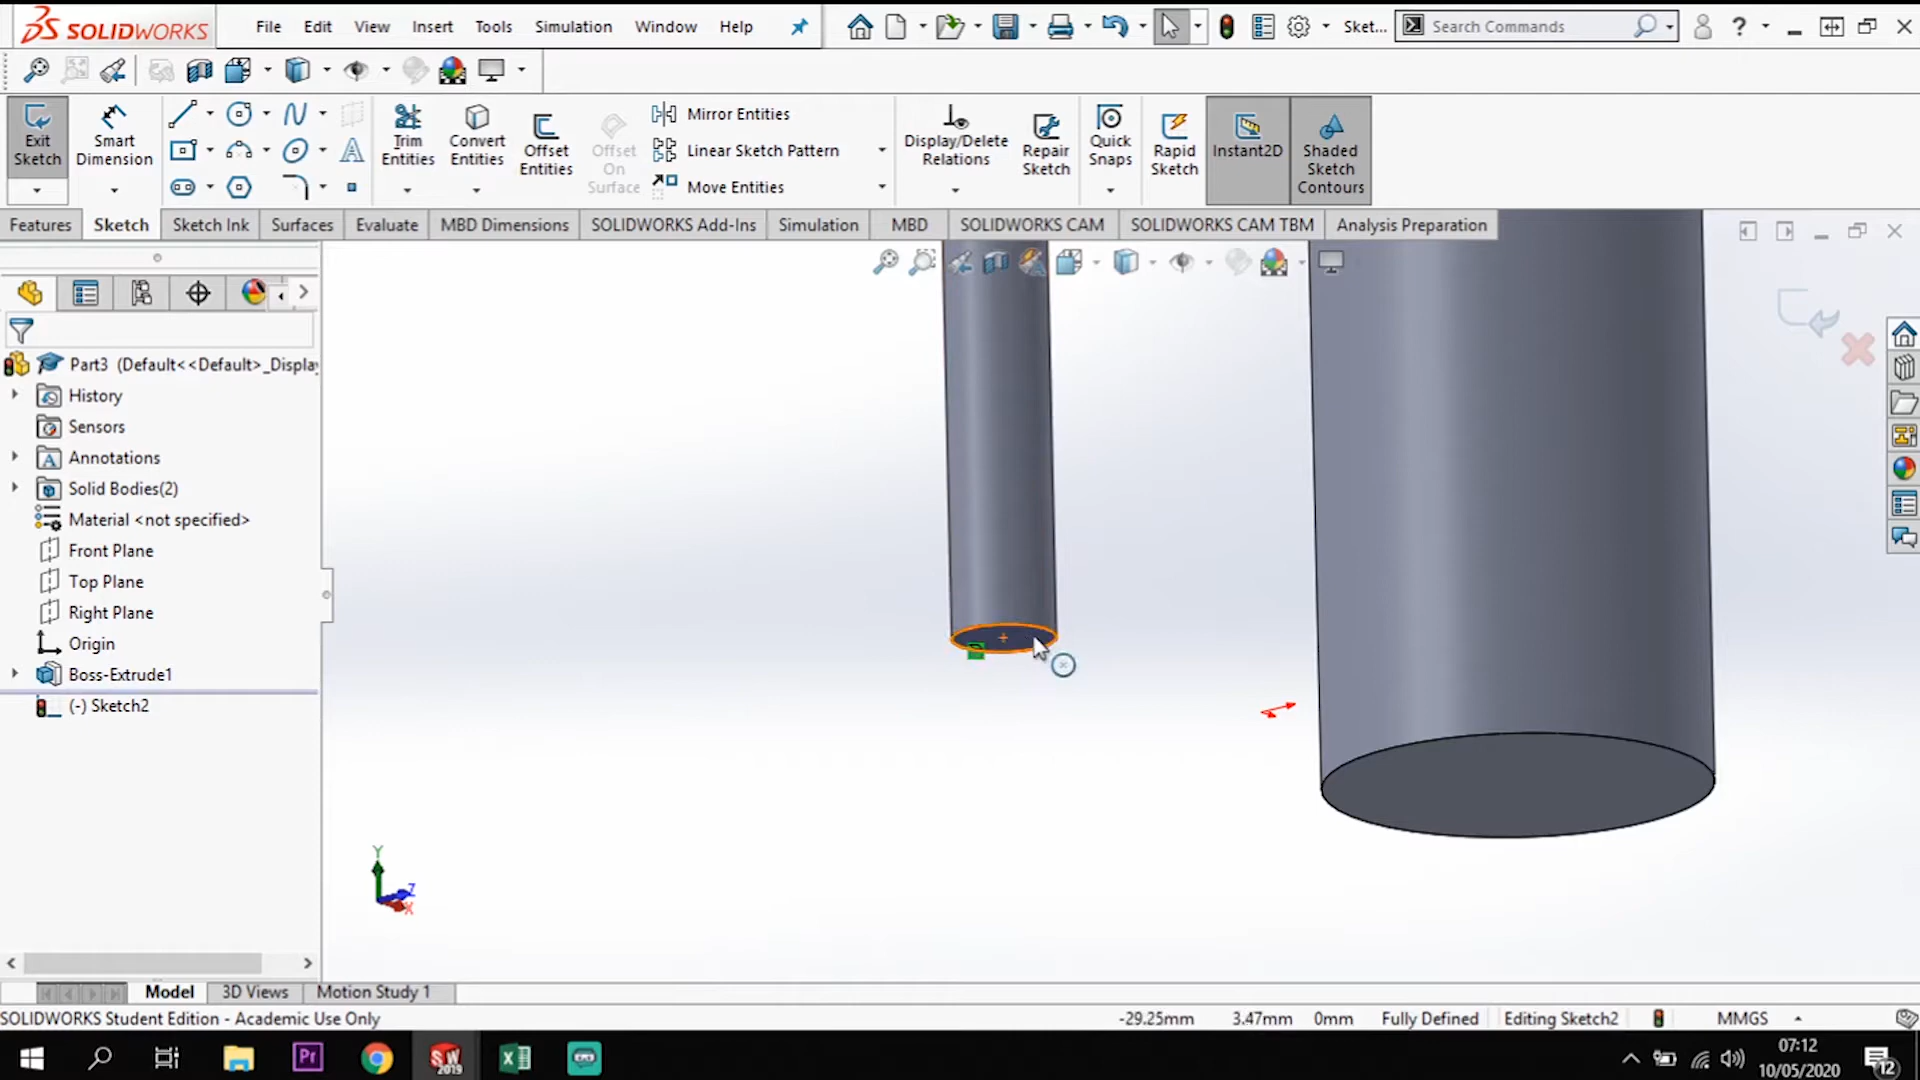 SOLIDWORKS File Edit View Insert Tools Simulation Window Help Sket... Search Commands
Exit Sketch
Smart Dimension
Trim Entities
Convert Entities
Offset Entities
Offset On Surface
Mirror Entities
Linear Sketch Pattern
Move Entities
Display/Delete Relations
Repair Sketch
Quick Snaps
Rapid Sketch
Instant2D
Shaded Sketch Contours
Features Sketch Sketch Ink Surfaces Evaluate MBD Dimensions SOLIDWORKS Add-Ins Simulation MBD SOLIDWORKS CAM SOLIDWORKS CAM TBM Analysis Preparation
Part3 (Default<<Default>_Displa
History
Sensors
Annotations
Solid Bodies(2)
Material <not specified>
Front Plane
Top Plane
Right Plane
Origin
Boss-Extrude1
(-) Sketch2
Y
Z
X
Model 3D Views Motion Study 1
SOLIDWORKS Student Edition - Academic Use Only -29.25mm 3.47mm 0mm Fully Defined Editing Sketch2 MMGS
Pr SW 2019 07:12
10/05/2020 12